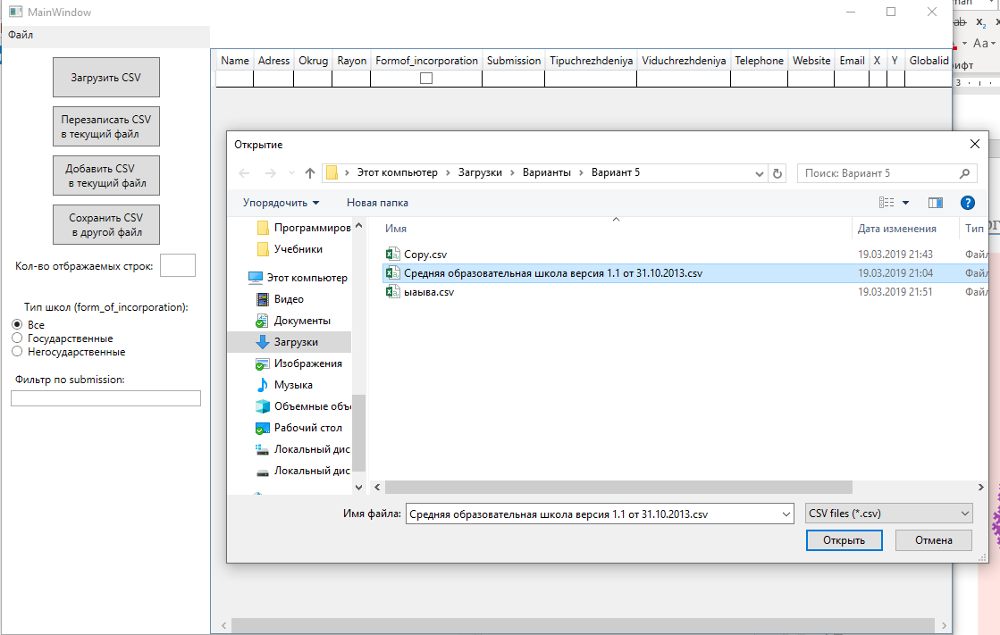 MainWindow
Файл
Загрузить CSV
Перезаписать CSV
в текущий файл
Добавить CSV
в текущий файл
Сохранить CSV
в другой файл
Кол-во отбражаемых строк:
Тип школ (form_of_incorporation):
Все
Государственные
Негосударственные
Фильтр по submission:
Name Adress Okrug Rayon Formof_incorporation Submission Tipuchrezhdeniya Viduchrezhdeniya Telephone Website Email X Y Globalid
Открытие
Этот компьютер Загрузки Варианты Вариант 5
Поиск: Вариант 5
Упорядочить Новая папка
Программиров
Учебники
Этот компьютер
Видео
Документы
Загрузки
Изображения
Музыка
Объемные объ
Рабочий стол
Локальный дис
Локальный дис
Имя Дата изменения Тип
Copy.csv 19.03.2019 21:43 Файл
Средняя образовательная школа версия 1.1 от 31.10.2013.csv 19.03.2019 21:04 Файл
ыаыва.csv 19.03.2019 21:51 Файл
Имя файла: Средняя образовательная школа версия 1.1 от 31.10.2013.csv CSV files (*.csv)
Открыть Отмена
man
ab x₂ x
Aa
ифт
3